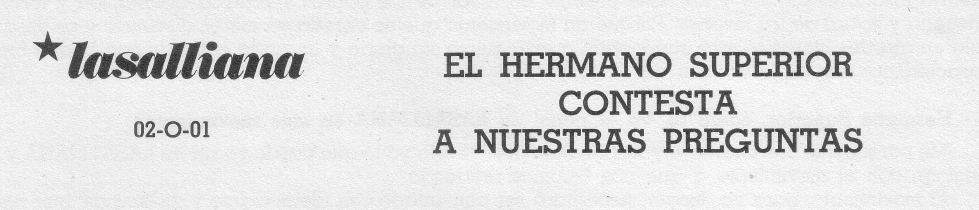 ★ lasalliana
02-O-01
EL HERMANO SUPERIOR
CONTESTA
A NUESTRAS PREGUNTAS